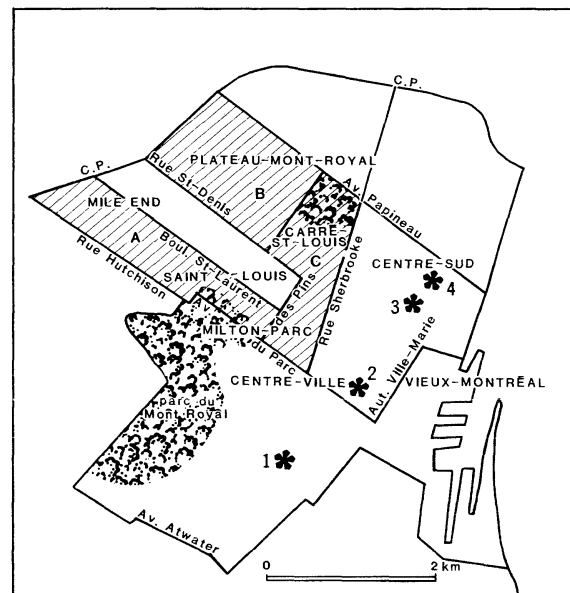 C.P.
PLATEAU-MONT-ROYAL
Rue St-Denis
B
Av. Papineau
C.P.
MILE END
A
Boul. St-Laurent
CARRÉ-
ST-LOUIS
C
Rue Hutchison
SAINT-LOUIS
des Pins
Rue Sherbrooke
CENTRE-SUD
4
3
Av. du Parc
MILTON-PARC
Aut. Ville-Marie
CENTRE-VILLE
2
VIEUX-MONTRÉAL
parc du
Mont Royal
1
Av. Atwater
0
2 km